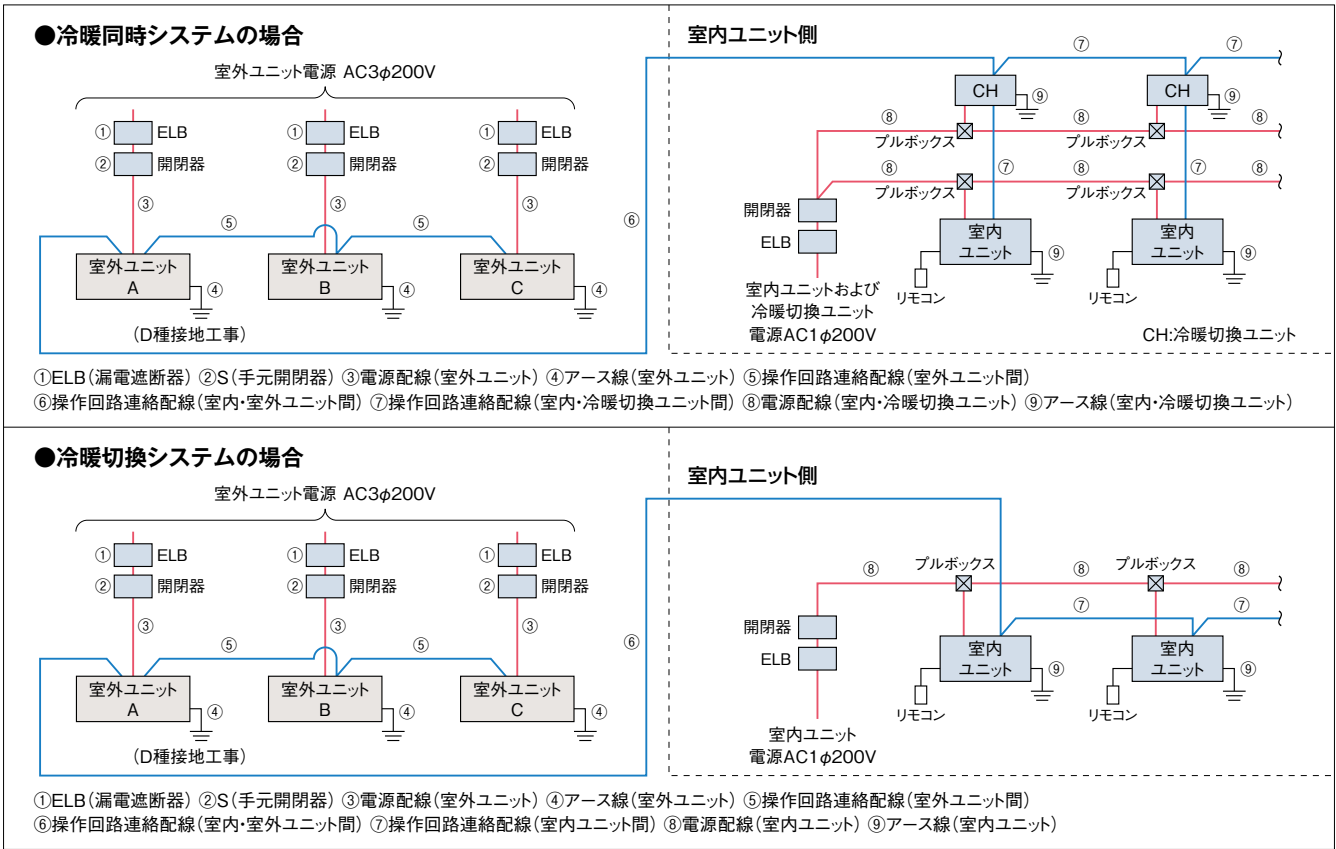 ●冷暖同時システムの場合
室内ユニット側
室外ユニット電源 AC3φ200V
① ELB ① ELB ① ELB
② 開閉器 ② 開閉器 ② 開閉器
③ ③ ③
⑤ ⑤ ⑥
室外ユニット A ④
室外ユニット B ④
室外ユニット C ④
(D種接地工事)
⑦ ⑦
CH ⑨ CH ⑨
⑧ ⑧ ⑧
プルボックス プルボックス
⑧ ⑦ ⑧ ⑦ ⑧
プルボックス プルボックス
開閉器
ELB
室内
ユニット
⑨
室内
ユニット
⑨
リモコン リモコン
室内ユニットおよび
冷暖切換ユニット
電源AC1φ200V
CH:冷暖切換ユニット
①ELB(漏電遮断器) ②S(手元開閉器) ③電源配線(室外ユニット) ④アース線(室外ユニット) ⑤操作回路連絡配線(室外ユニット間)
⑥操作回路連絡配線(室内・室外ユニット間) ⑦操作回路連絡配線(室内・冷暖切換ユニット間) ⑧電源配線(室内・冷暖切換ユニット) ⑨アース線(室内・冷暖切換ユニット)
●冷暖切換システムの場合
室内ユニット側
室外ユニット電源 AC3φ200V
① ELB ① ELB ① ELB
② 開閉器 ② 開閉器 ② 開閉器
③ ③ ③
⑤ ⑤ ⑥
室外ユニット A ④
室外ユニット B ④
室外ユニット C ④
(D種接地工事)
プルボックス プルボックス
⑧ ⑧ ⑧
⑦ ⑦
開閉器
ELB
室内
ユニット
⑨
室内
ユニット
⑨
リモコン リモコン
室内ユニット
電源AC1φ200V
①ELB(漏電遮断器) ②S(手元開閉器) ③電源配線(室外ユニット) ④アース線(室外ユニット) ⑤操作回路連絡配線(室外ユニット間)
⑥操作回路連絡配線(室内・室外ユニット間) ⑦操作回路連絡配線(室内ユニット間) ⑧電源配線(室内ユニット) ⑨アース線(室内ユニット)